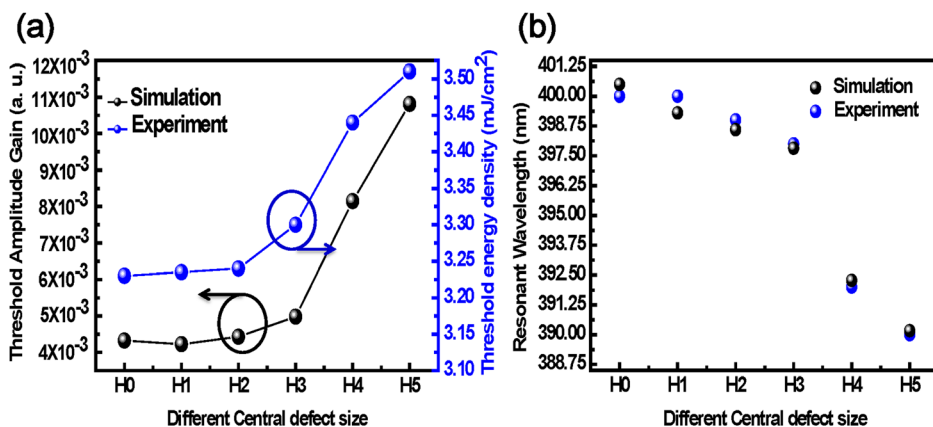 (a)
Threshold Amplitude Gain (a. u.)
12X10-3
11X10-3
10X10-3
9X10-3
8X10-3
7X10-3
6X10-3
5X10-3
4X10-3
Simulation
Experiment
3.50
3.45
3.40
3.35
3.30
3.25
3.20
3.15
3.10
Threshold energy density (mJ/cm2)
H0 H1 H2 H3 H4 H5
Different Central defect size
(b)
Resonant Wavelength (nm)
401.25
400.00
398.75
397.50
396.25
395.00
393.75
392.50
391.25
390.00
388.75
Simulation
Experiment
H0 H1 H2 H3 H4 H5
Different Central defect size